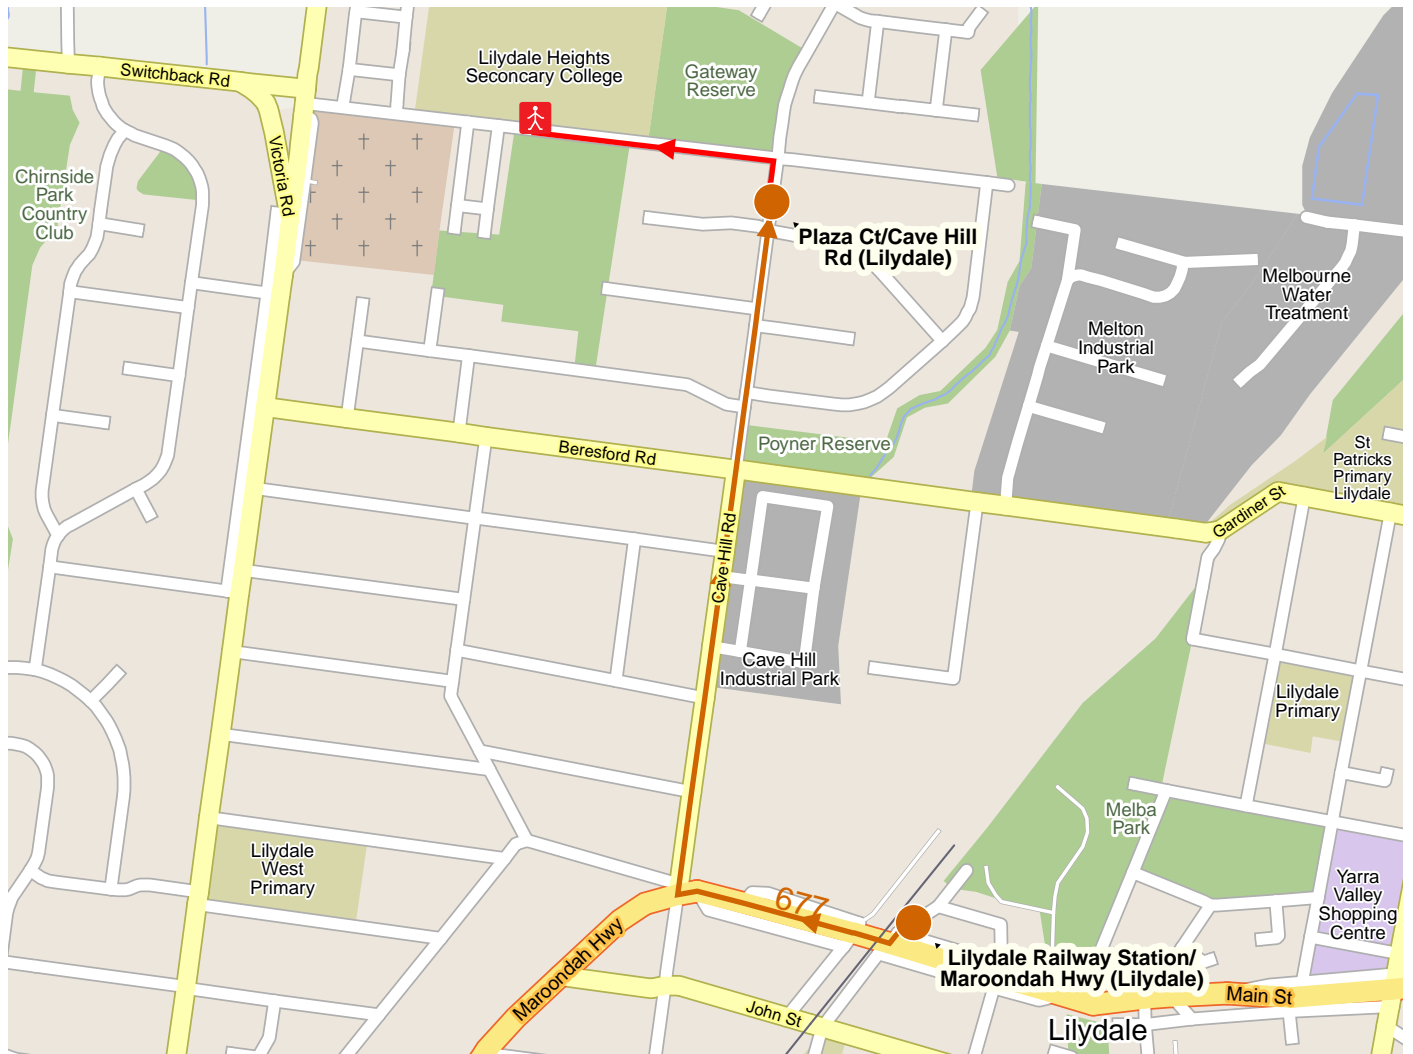 Switchback Rd
Lilydale Heights
Seconcary College
Gateway
Reserve
Victoria Rd
Chirnside
Park
Country
Club
Plaza Ct/Cave Hill
Rd (Lilydale)
Melbourne
Water
Treatment
Melton
Industrial
Park
Beresford Rd
Poyner Reserve
St
Patricks
Primary
Lilydale
Gardiner St
Cave Hill Rd
Cave Hill
Industrial Park
Lilydale
Primary
Melba
Park
Lilydale
West
Primary
Yarra
Valley
Shopping
Centre
677
Maroondah Hwy
Lilydale Railway Station/
Maroondah Hwy (Lilydale)
Main St
John St
Lilydale